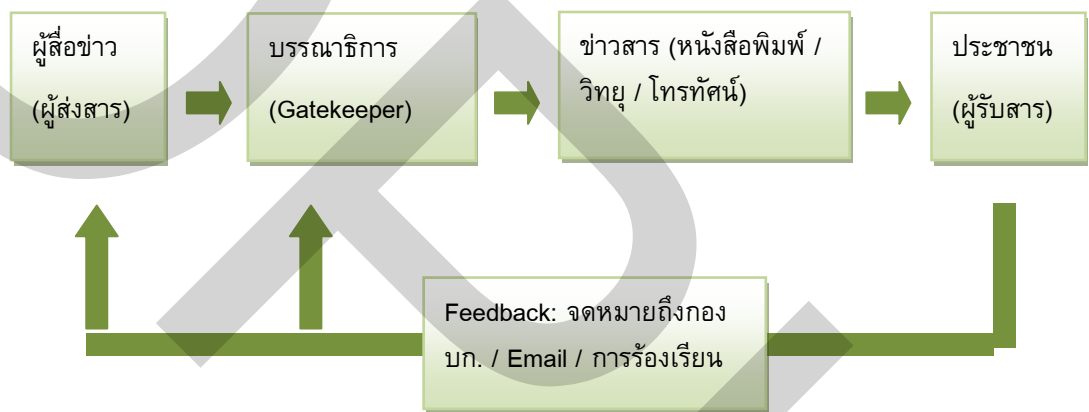 ผู้สื่อข่าว
(ผู้ส่งสาร)
บรรณาธิการ
(Gatekeeper)
ข่าวสาร (หนังสือพิมพ์ /
วิทยุ / โทรทัศน์)
ประชาชน
(ผู้รับสาร)
Feedback: จดหมายถึงกอง
บก. / Email / การร้องเรียน